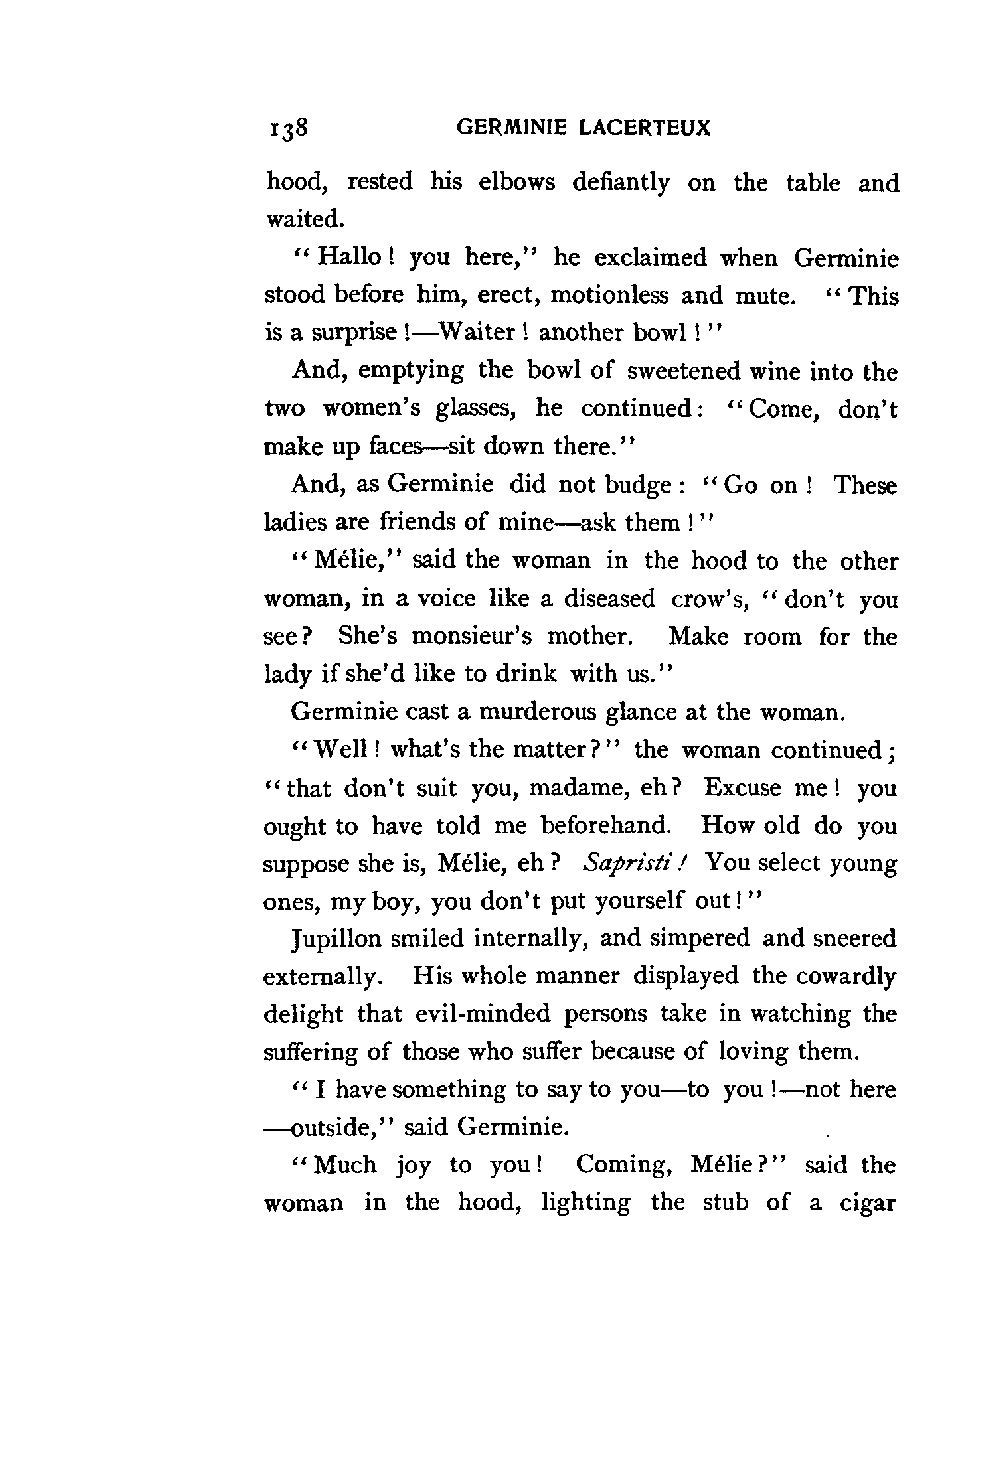 138 GERMINIE LACERTEUX
hood, rested his elbows defiantly on the table and
waited.
"Hallo! you here," he exclaimed when Germinie
stood before him, erect, motionless and mute. "This
is a surprise!—Waiter! another bowl!"
And, emptying the bowl of sweetened wine into the
two women's glasses, he continued: "Come, don't
make up faces—sit down there."
And, as Germinie did not budge: "Go on! These
ladies are friends of mine—ask them!"
"Mélie," said the woman in the hood to the other
woman, in a voice like a diseased crow's, "don't you
see? She's monsieur's mother. Make room for the
lady if she'd like to drink with us."
Germinie cast a murderous glance at the woman.
"Well! what's the matter?" the woman continued;
"that don't suit you, madame, eh? Excuse me! you
ought to have told me beforehand. How old do you
suppose she is, Mélie, eh? Sapristi! You select young
ones, my boy, you don't put yourself out!"
Jupillon smiled internally, and simpered and sneered
externally. His whole manner displayed the cowardly
delight that evil-minded persons take in watching the
suffering of those who suffer because of loving them.
"I have something to say to you—to you!—not here
—outside," said Germinie.
"Much joy to you! Coming, Mélie?" said the
woman in the hood, lighting the stub of a cigar